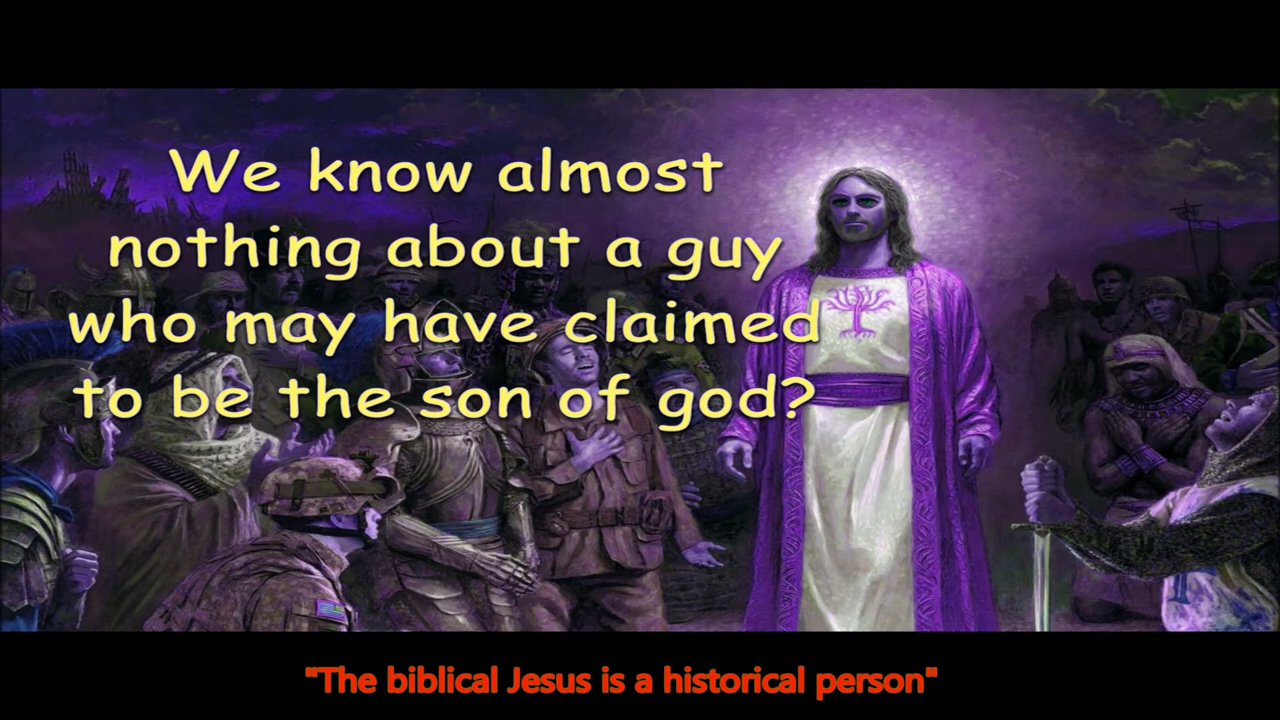 We know almost
nothing about a guy
who may have claimed
to be the son of god?
"The biblical Jesus is a historical person"